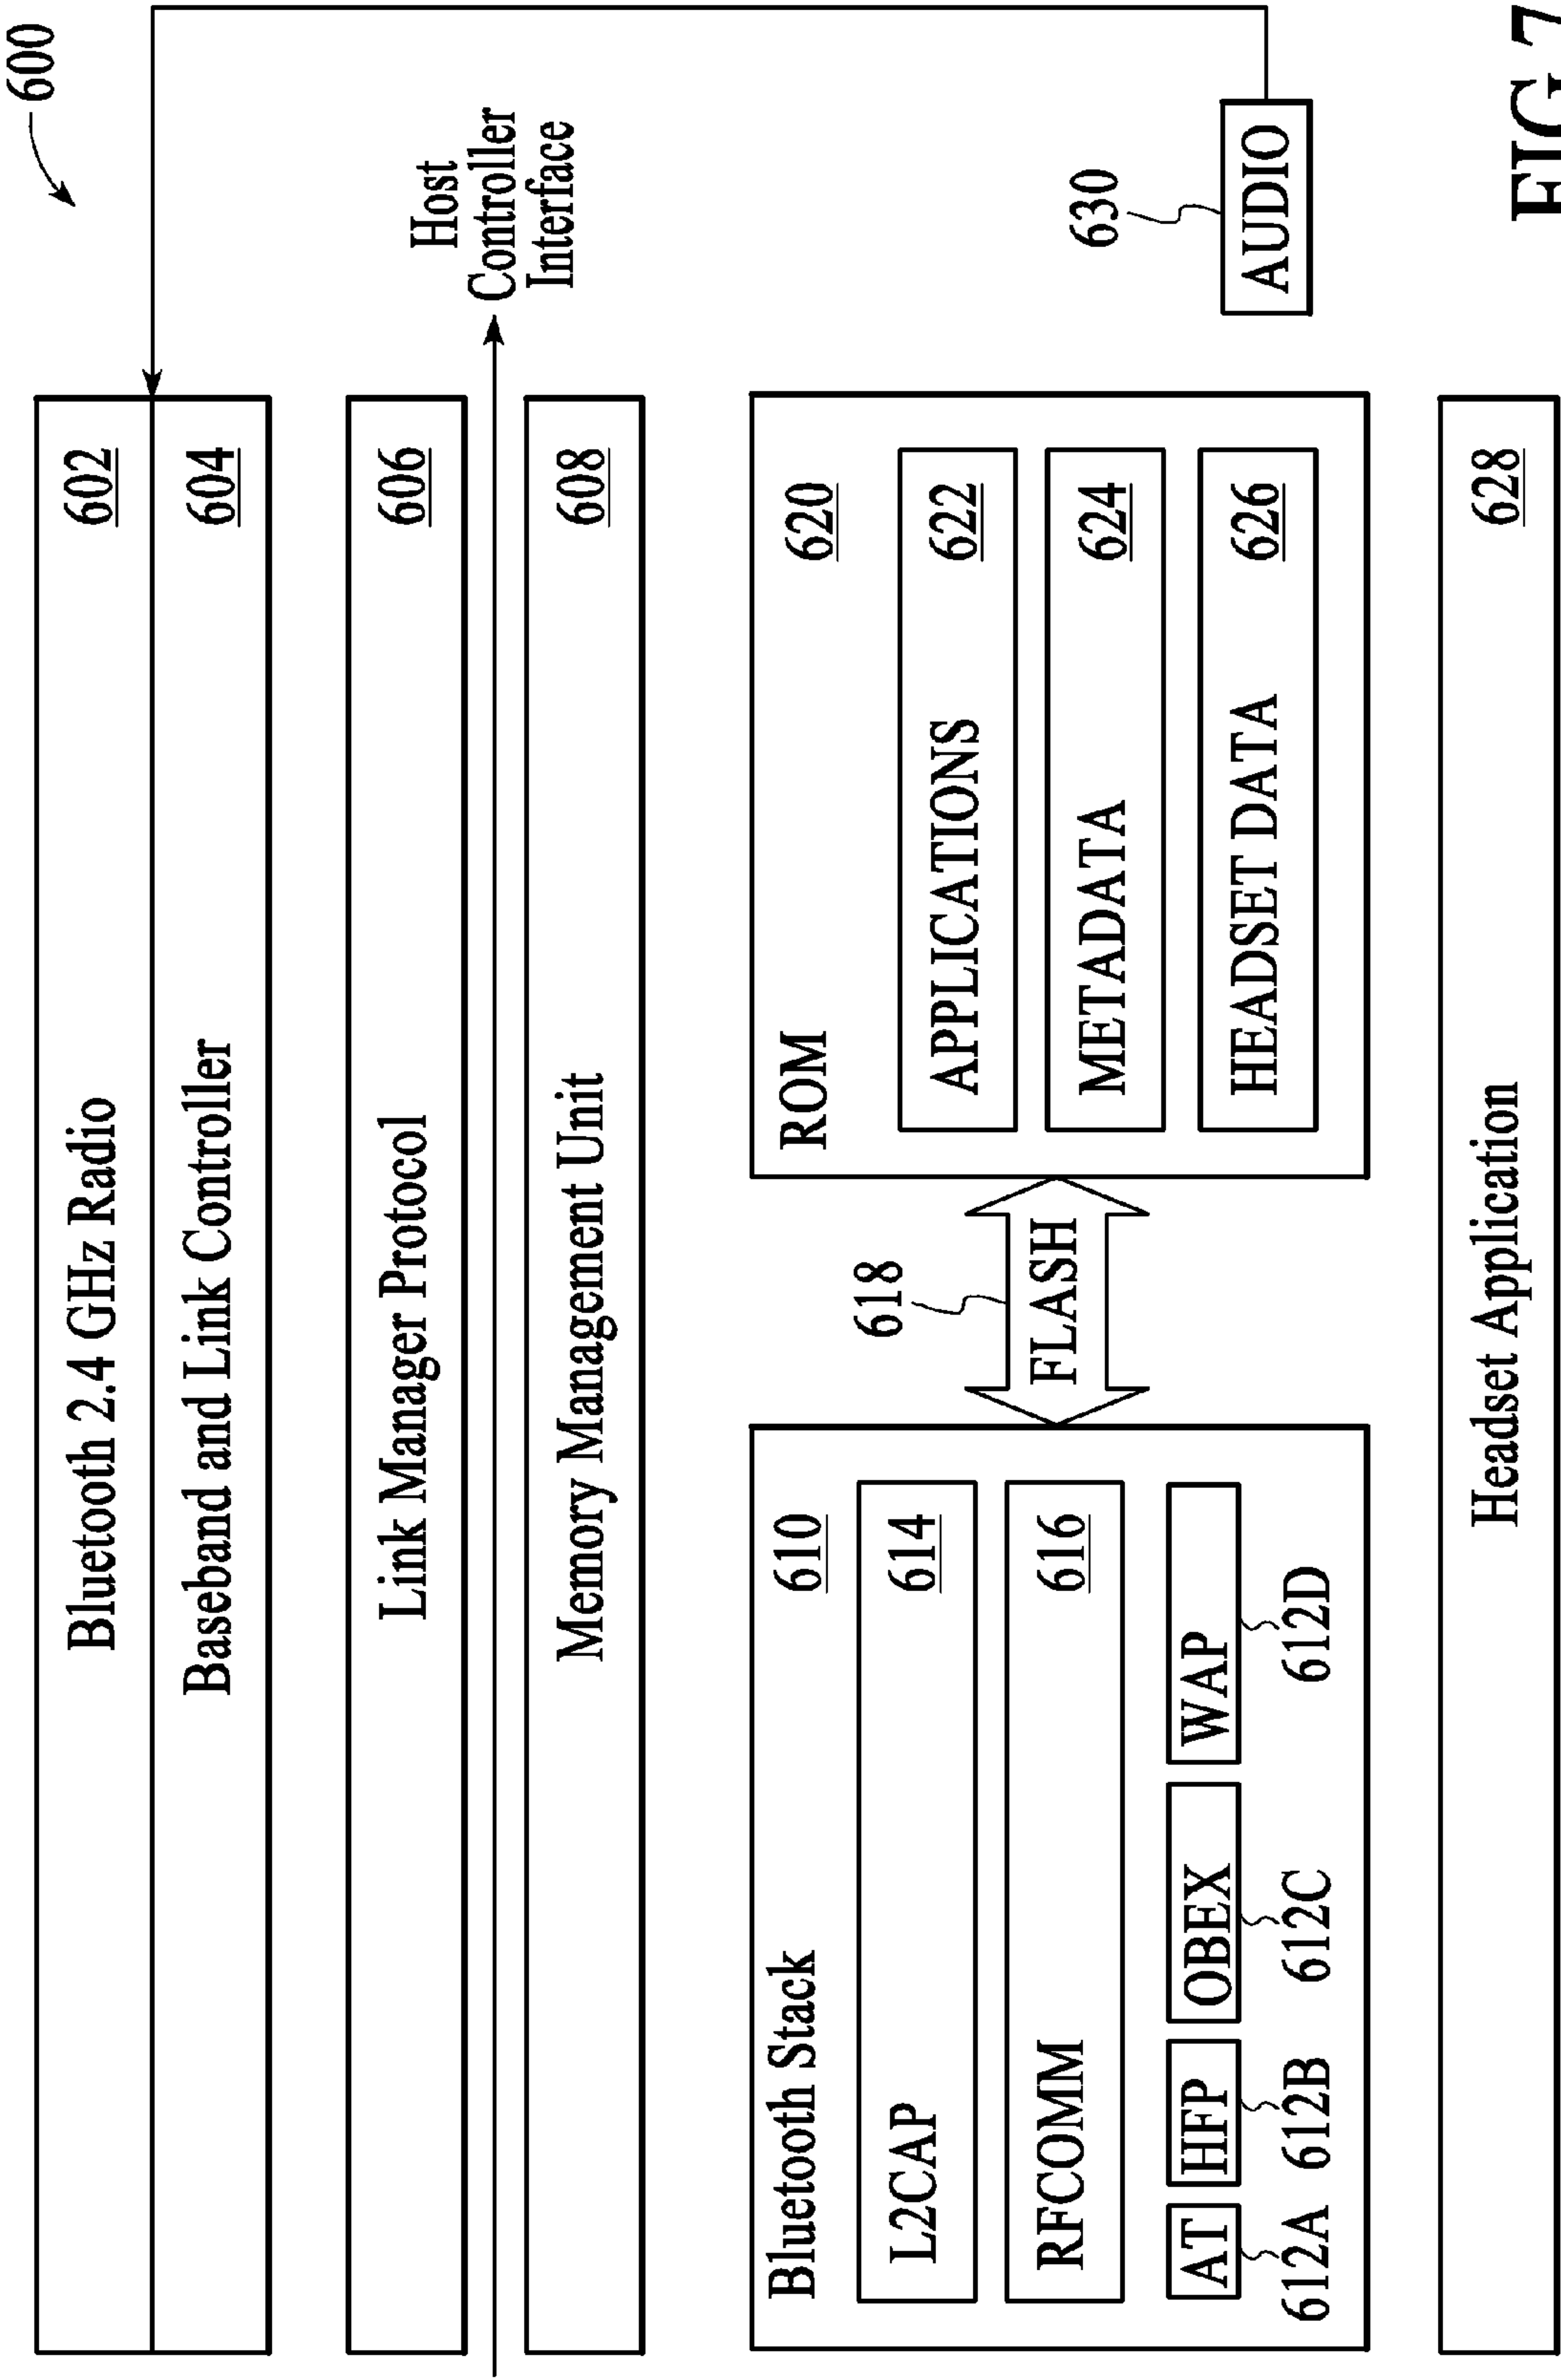 600
Bluetooth 2.4 GHz Radio 602
Baseband and Link Controller 604
Link Manager Protocol 606
Host
Controller
Interface
Memory Management Unit 608
Bluetooth Stack 610
L2CAP 614
RFCOMM 616
AT
HFP
OBEX
WAP
612A
612B
612C
612D
618
FLASH
ROM 620
APPLICATIONS 622
METADATA 624
HEADSET DATA 626
630
AUDIO
Headset Application 628
FIG 7